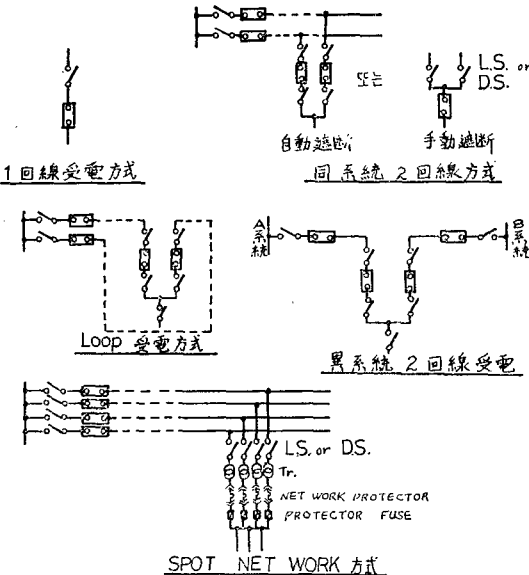 L.S. or
D.S.
또는
自動遮断
手動遮断
1回線受電方式
同系統 2回線方式
A系統
B系統
Loop 受電方式
異系統 2回線受電
L.S. or D.S.
Tr.
NET WORK PROTECTOR
PROTECTOR FUSE
SPOT NET WORK 方式